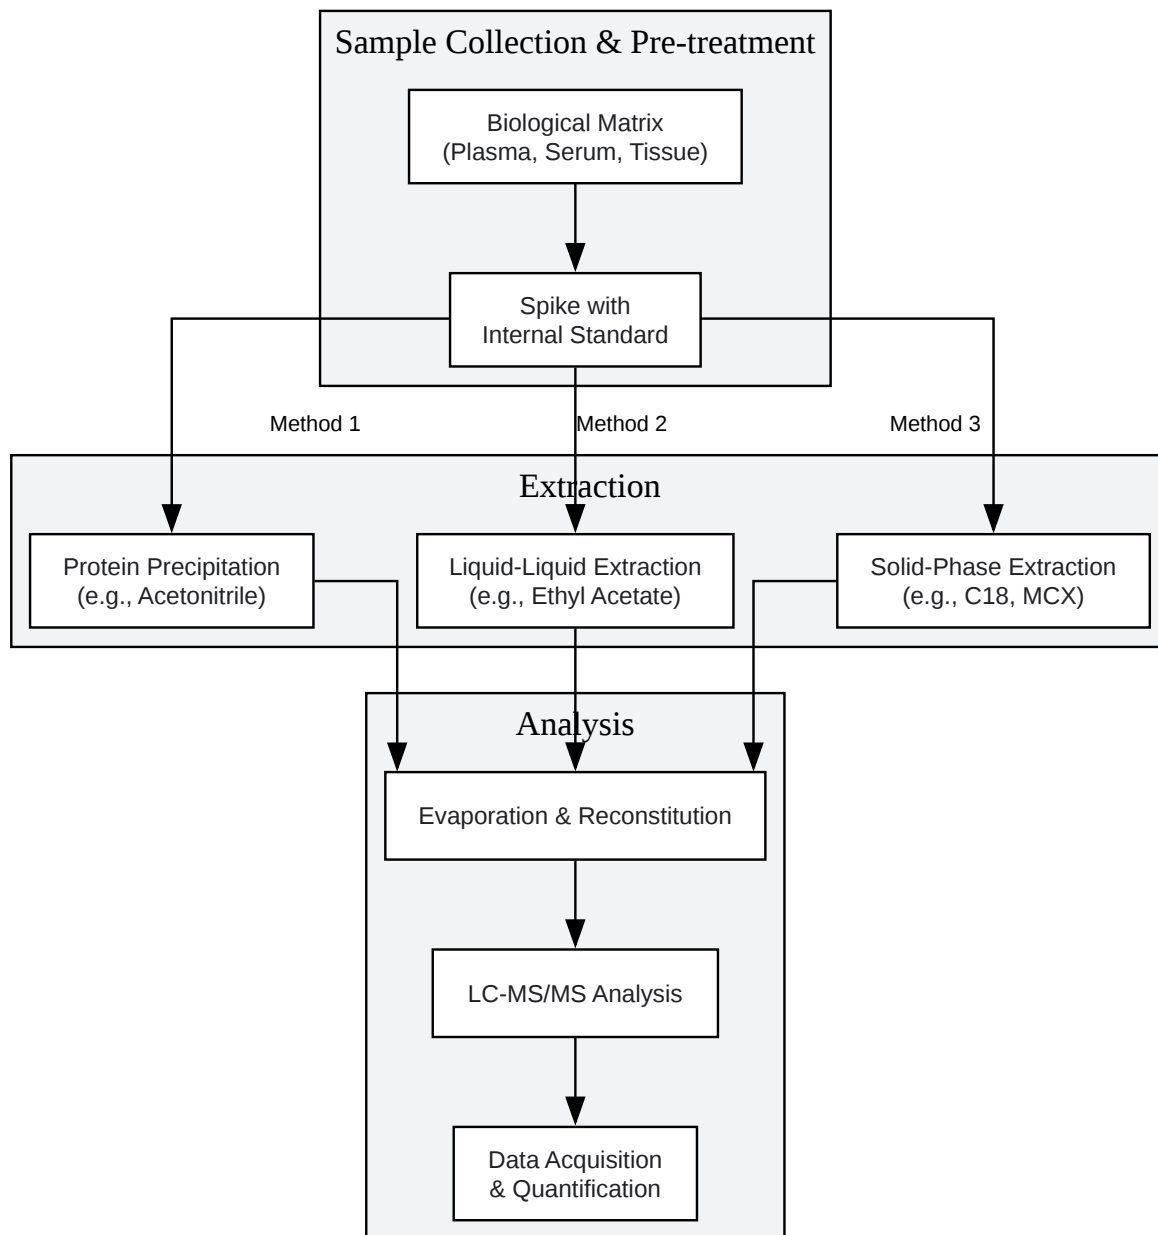 Sample Collection & Pre-treatment
Biological Matrix
(Plasma, Serum, Tissue)
Spike with
Internal Standard
Method 1
Method 2
Method 3
Extraction
Protein Precipitation
(e.g., Acetonitrile)
Liquid-Liquid Extraction
(e.g., Ethyl Acetate)
Solid-Phase Extraction
(e.g., C18, MCX)
Analysis
Evaporation & Reconstitution
LC-MS/MS Analysis
Data Acquisition
& Quantification